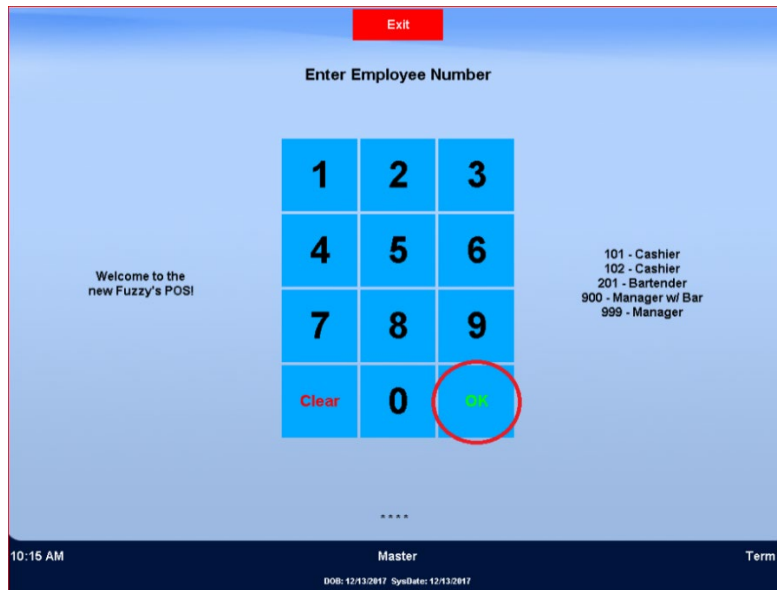 Exit
Enter Employee Number
1 2 3
4 5 6
7 8 9
Clear 0 OK
Welcome to the
new Fuzzy's POS!
101 - Cashier
102 - Cashier
201 - Bartender
900 - Manager w/ Bar
999 - Manager
****
10:15 AM Master Term
DOB: 12/13/2017 SysDate: 12/13/2017